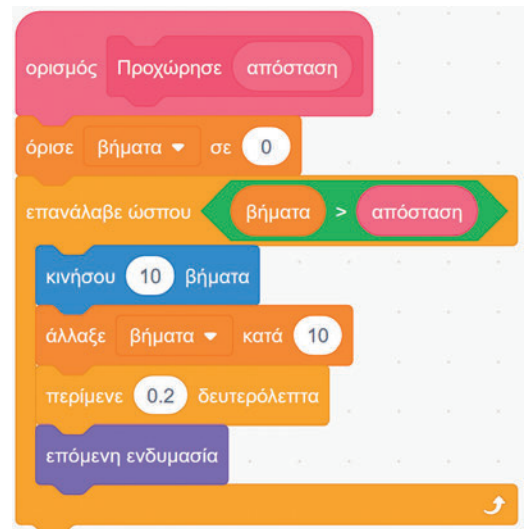 ορισμός Προχώρησε απόσταση
όρισε βήματα σε 0
επανάλαβε ώσπου βήματα > απόσταση
κινήσου 10 βήματα
άλλαξε βήματα κατά 10
περίμενε 0.2 δευτερόλεπτα
επόμενη ενδυμασία